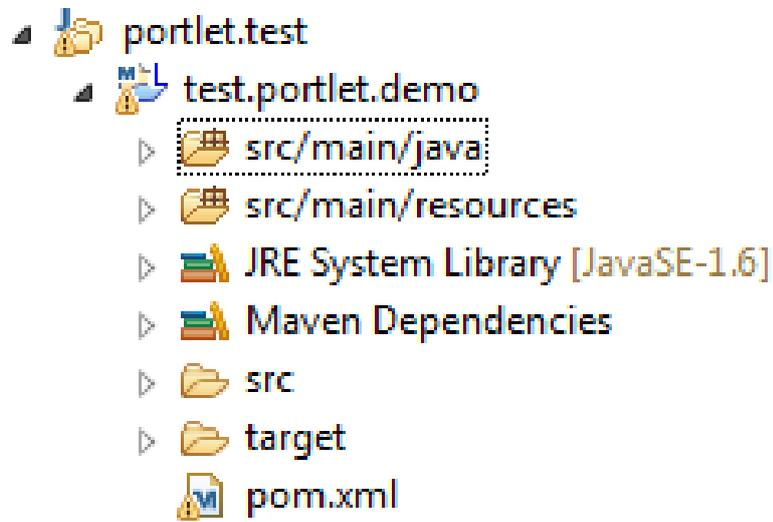 portlet.test
test.portlet.demo
src/main/java
src/main/resources
JRE System Library [JavaSE-1.6]
Maven Dependencies
src
target
pom.xml